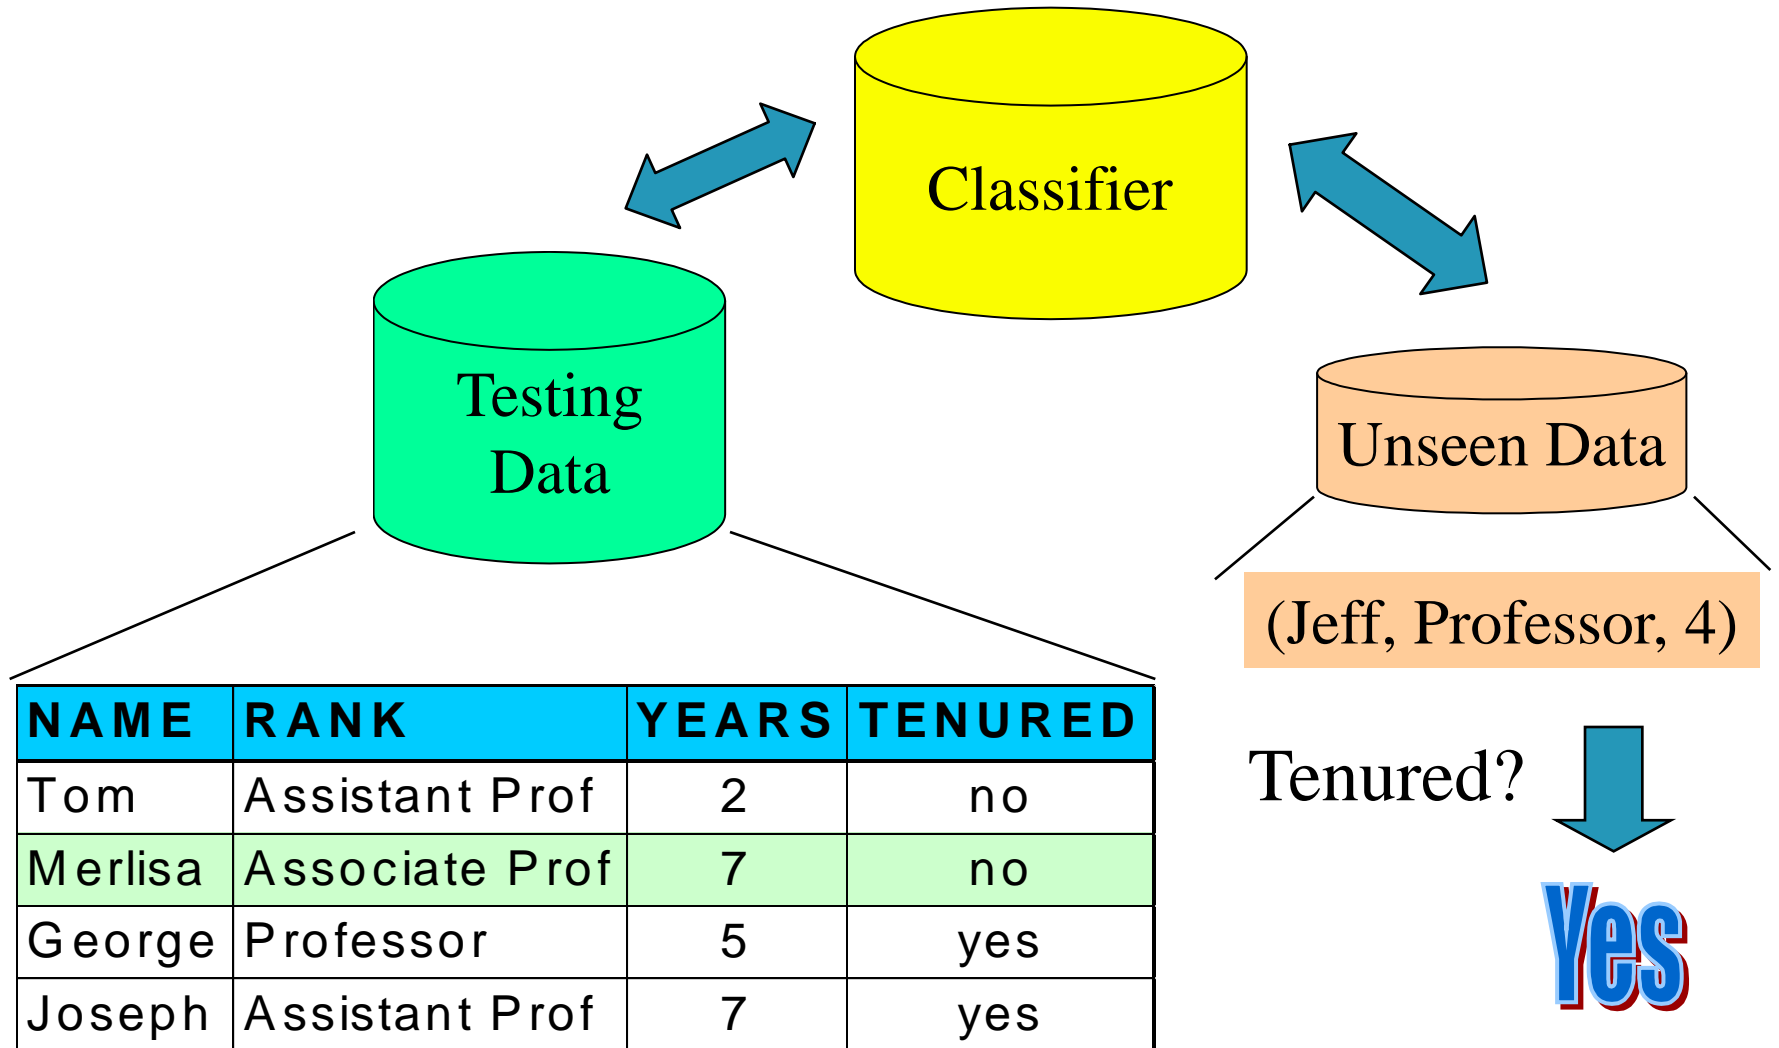 Classifier
Testing
Data
Unseen Data
(Jeff, Professor, 4)
NAME RANK YEARS TENURED
Tom Assistant Prof 2 no
Merlisa Associate Prof 7 no
George Professor 5 yes
Joseph Assistant Prof 7 yes
Tenured?
Yes